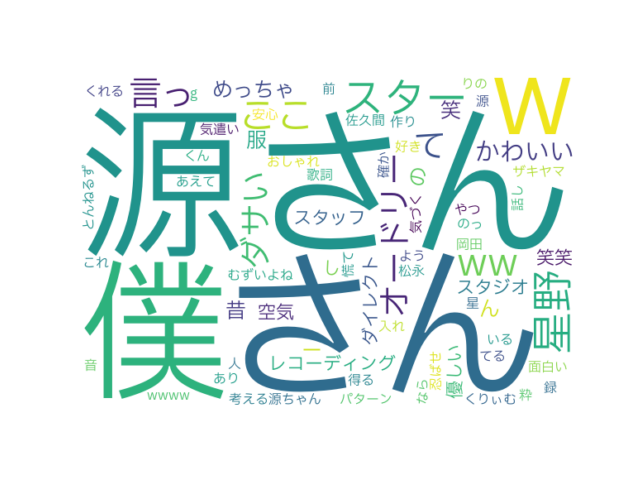 くれる
言っ
g
めっちゃ
ここ
前
スター
りの
源
w
源さん
気遣い
安心
服
佐久間
作り
笑
て
かわいい
くん
おしゃれ
好き
確か
ザキヤマ
あえて
歌詞
の
とんねるず
ダサい
スタッフ
オードリー
気づく
やつ
話し
のっ
岡田
これ
僕さん
むずいよね
し
慌て
ダイレクト
よう
松永
ww
笑笑
昔
空気
星
ん
スタジオ
星野
入れ
ー
音
人
レコーディング
いる
てる
面白い
あり
得る
忍ばせ
優しい
録
wwww
考える源ちゃん
パターン
なら
くりぃむ
粋